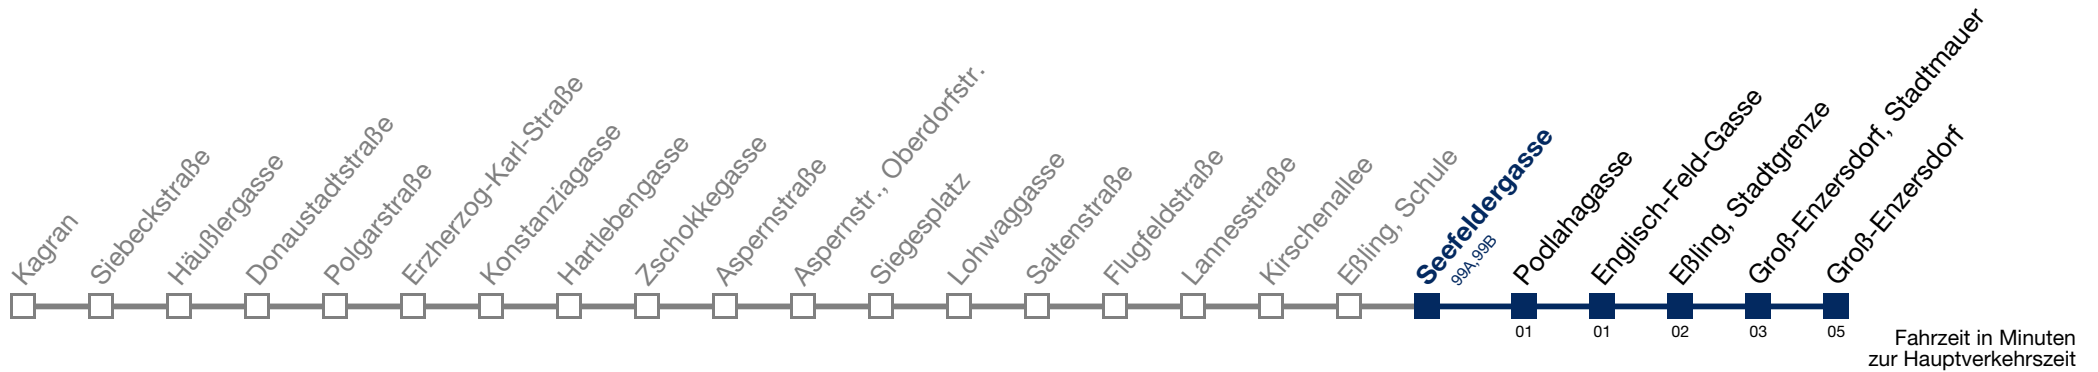 Kagran
Siebeckstraße
Häußlergasse
Donaustadtstraße
Polgarstraße
Erzherzog-Karl-Straße
Konstanziagasse
Hartlebengasse
Zschokkegasse
Aspernstraße
Aspernstr., Oberdorfstr.
Siegesplatz
Lohwaggasse
Saltenstraße
Flugfeldstraße
Lannesstraße
Kirschenallee
Eßling, Schule
Seefeldergasse
99A,99B
Podlahagasse
Englisch-Feld-Gasse
Eßling, Stadtgrenze
Groß-Enzersdorf, Stadtmauer
Groß-Enzersdorf
01 01 02 03 05
Fahrzeit in Minuten
zur Hauptverkehrszeit